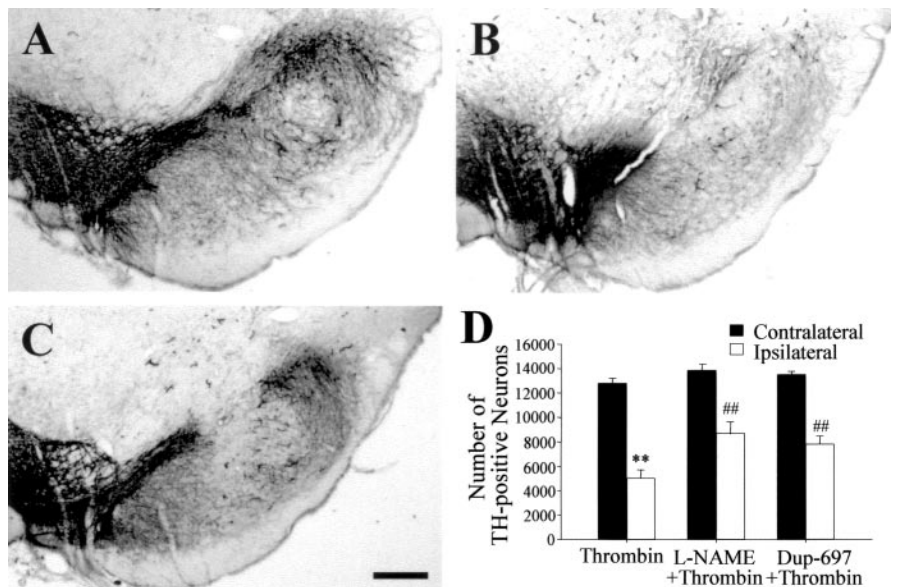 A
B
C
D
Contralateral
Ipsilateral
Number of
TH-positive Neurons
16000
14000
12000
10000
8000
6000
4000
2000
0
**
##
##
Thrombin
L-NAME
+Thrombin
Dup-697
+Thrombin